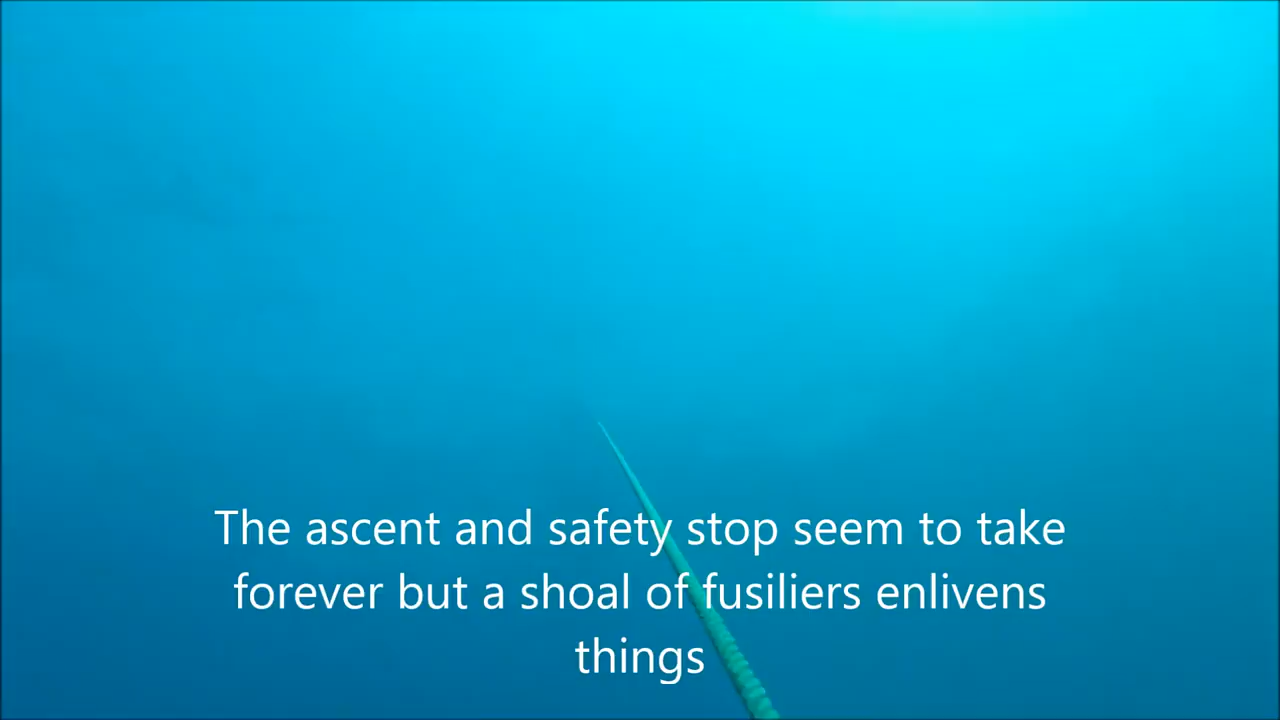 The ascent and safety stop seem to take
forever but a shoal of fusiliers enlivens
things